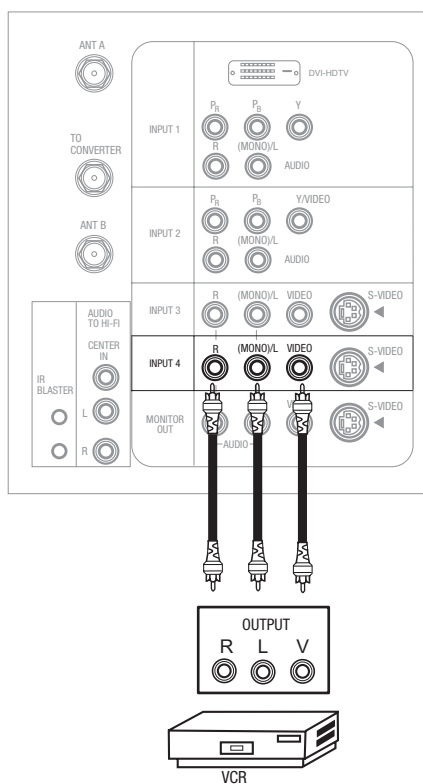 ANT A
TO
CONVERTER
ANT B
DVI-HDTV
INPUT 1
PR PB Y
R (MONO)/L AUDIO
INPUT 2
PR PB Y/VIDEO
R (MONO)/L AUDIO
INPUT 3
R (MONO)/L VIDEO S-VIDEO
INPUT 4
R (MONO)/L VIDEO S-VIDEO
MONITOR
OUT
AUDIO
S-VIDEO
IR
BLASTER
AUDIO
TO HI-FI
CENTER
IN
L
R
OUTPUT
R L V
VCR